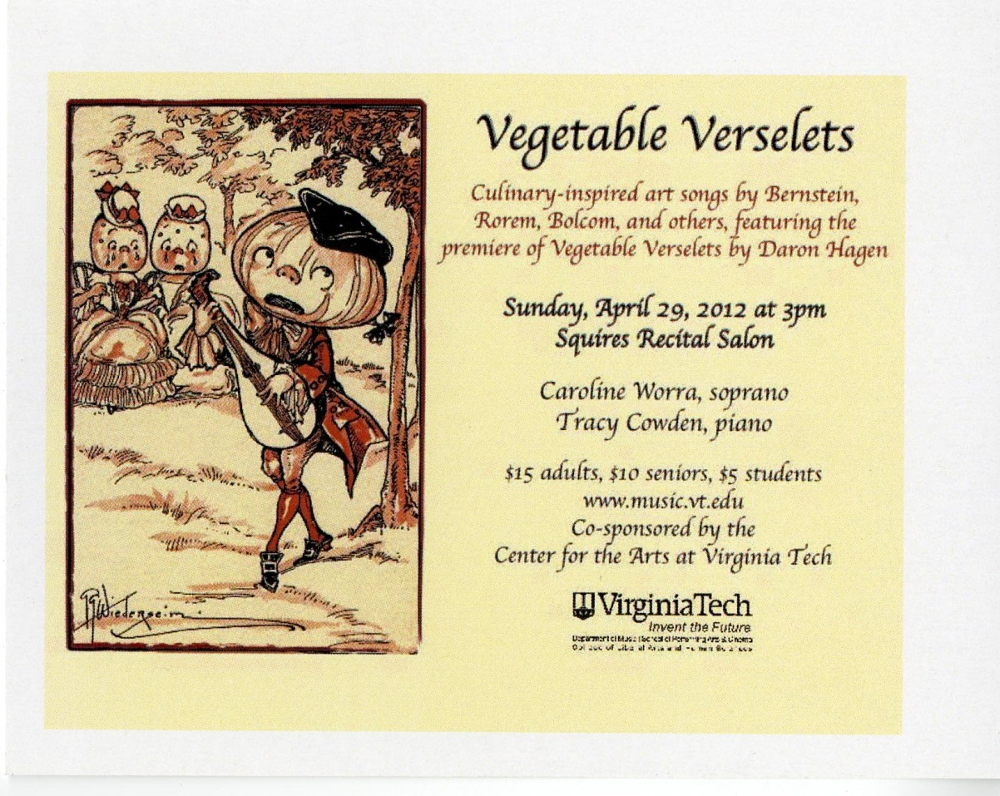 Vegetable Verselets
Culinary-inspired art songs by Bernstein,
Rorem, Bolcom, and others, featuring the
premiere of Vegetable Verselets by Daron Hagen
Sunday, April 29, 2012 at 3pm
Squires Recital Salon
Caroline Worra, soprano
Tracy Cowden, piano
$15 adults, $10 seniors, $5 students
www.music.vt.edu
Co-sponsored by the
Center for the Arts at Virginia Tech
VirginiaTech
Invent the Future
Department of Music | School of Performing Arts & Cinema
College of Liberal Arts and Human Sciences
GGWiederseim